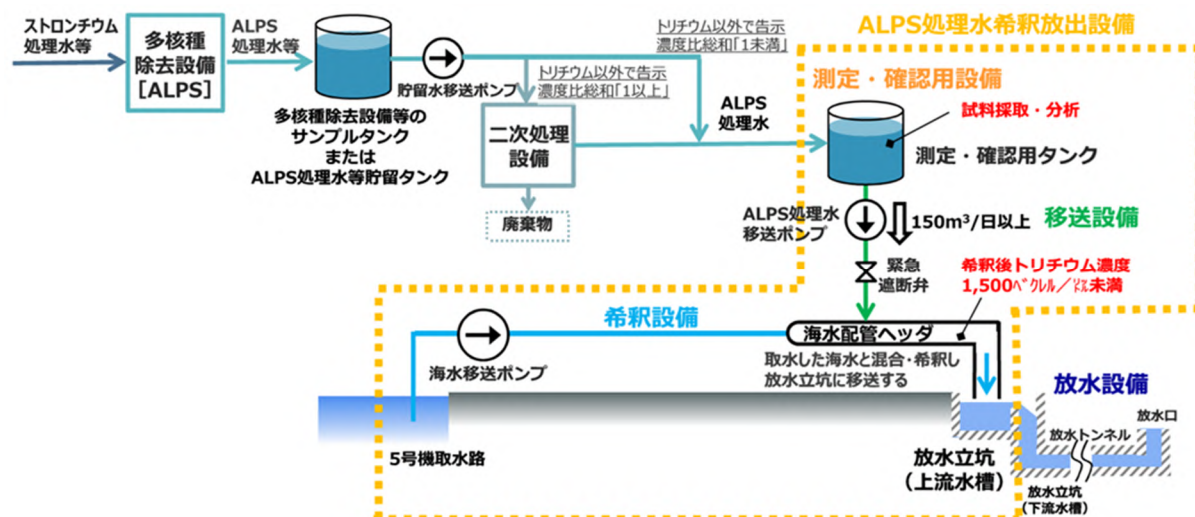 ストロンチウム
処理水等
多核種
除去設備
［ALPS］
ALPS
処理水等
貯留水移送ポンプ
多核種除去設備等の
サンプルタンク
または
ALPS処理水等貯留タンク
トリチウム以外で告示
濃度比総和「1未満」
トリチウム以外で告示
濃度比総和「1以上」
二次処理
設備
廃棄物
ALPS
処理水
ALPS処理水希釈放出設備
測定・確認用設備
試料採取・分析
測定・確認用タンク
ALPS処理水
移送ポンプ
150m³/日以上
移送設備
緊急
遮断弁
希釈後トリチウム濃度
1,500ﾍﾞｸﾚﾙ／ﾘｯﾄﾙ未満
希釈設備
海水移送ポンプ
海水配管ヘッダ
取水した海水と混合・希釈し
放水立坑に移送する
5号機取水路
放水立坑
（上流水槽）
放水設備
放水口
放水トンネル
放水立坑
（下流水槽）